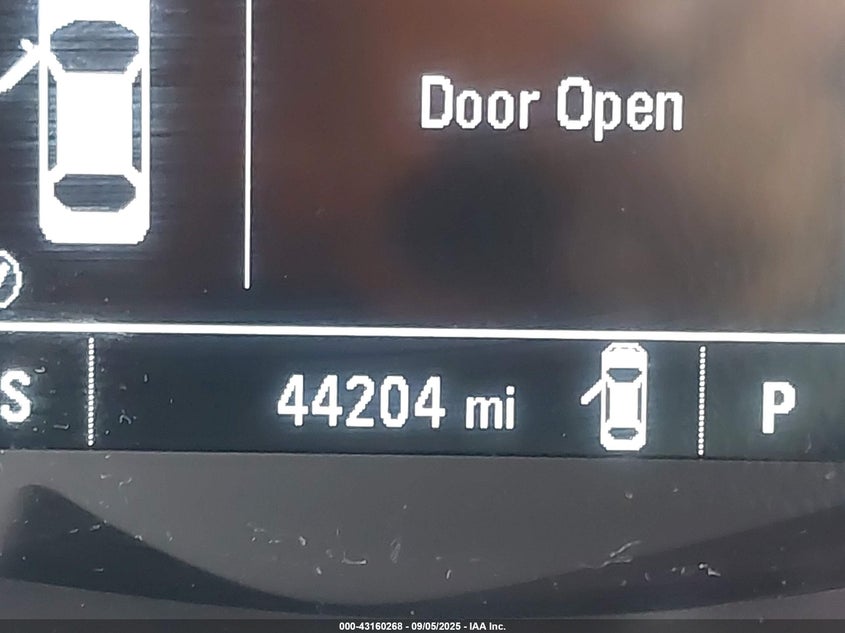 Door Open
S
44204 mi
P
000-43160268 - 09/05/2025 - IAA Inc.